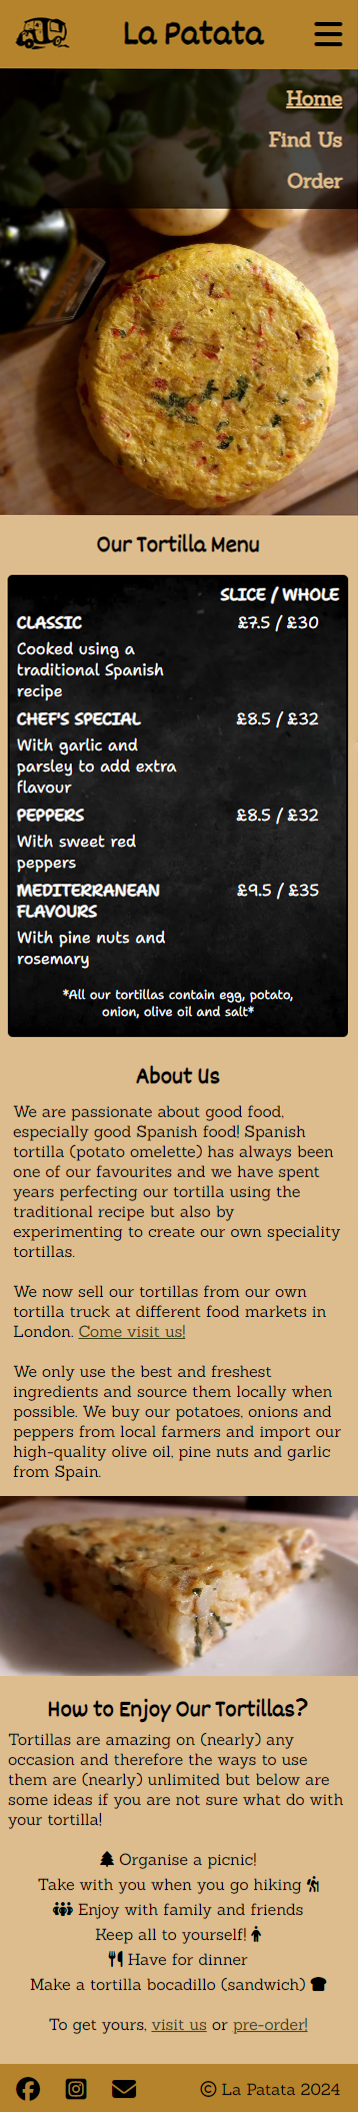 La Patata
Home
Find Us
Order
Our Tortilla Menu
SLICE / WHOLE
CLASSIC £7.5 / £30
Cooked using a
traditional Spanish
recipe
CHEF'S SPECIAL £8.5 / £32
With garlic and
parsley to add extra
flavour
PEPPERS £8.5 / £32
With sweet red
peppers
MEDITERRANEAN £9.5 / £35
FLAVOURS
With pine nuts and
rosemary
*All our tortillas contain egg, potato,
onion, olive oil and salt*
About Us
We are passionate about good food,
especially good Spanish food! Spanish
tortilla (potato omelette) has always been
one of our favourites and we have spent
years perfecting our tortilla using the
traditional recipe but also by
experimenting to create our own speciality
tortillas.
We now sell our tortillas from our own
tortilla truck at different food markets in
London. Come visit us!
We only use the best and freshest
ingredients and source them locally when
possible. We buy our potatoes, onions and
peppers from local farmers and import our
high-quality olive oil, pine nuts and garlic
from Spain.
How to Enjoy Our Tortillas?
Tortillas are amazing on (nearly) any
occasion and therefore the ways to use
them are (nearly) unlimited but below are
some ideas if you are not sure what do with
your tortilla!
Organise a picnic!
Take with you when you go hiking
Enjoy with family and friends
Keep all to yourself!
Have for dinner
Make a tortilla bocadillo (sandwich)
To get yours, visit us or pre-order!
© La Patata 2024